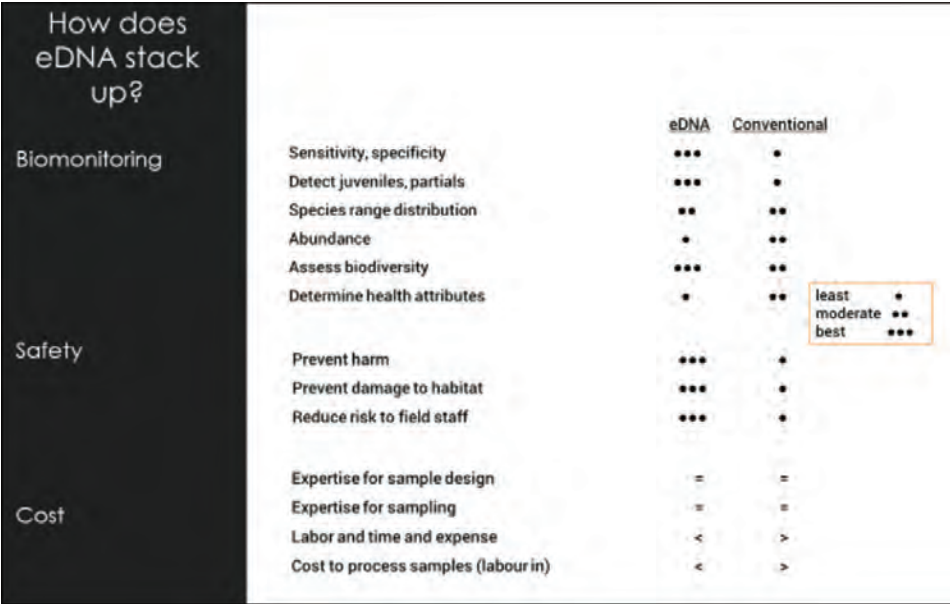 How does
eDNA stack
up?
eDNA Conventional
Biomonitoring
Sensitivity, specificity ●●● ●
Detect juveniles, partials ●●● ●
Species range distribution ●● ●●
Abundance ● ●●
Assess biodiversity ●●● ●●
Determine health attributes ● ●●
least ●
moderate ●●
best ●●●
Safety
Prevent harm ●●● ●
Prevent damage to habitat ●●● ●
Reduce risk to field staff ●●● ●
Cost
Expertise for sample design = =
Expertise for sampling = =
Labor and time and expense < >
Cost to process samples (labour in) < >